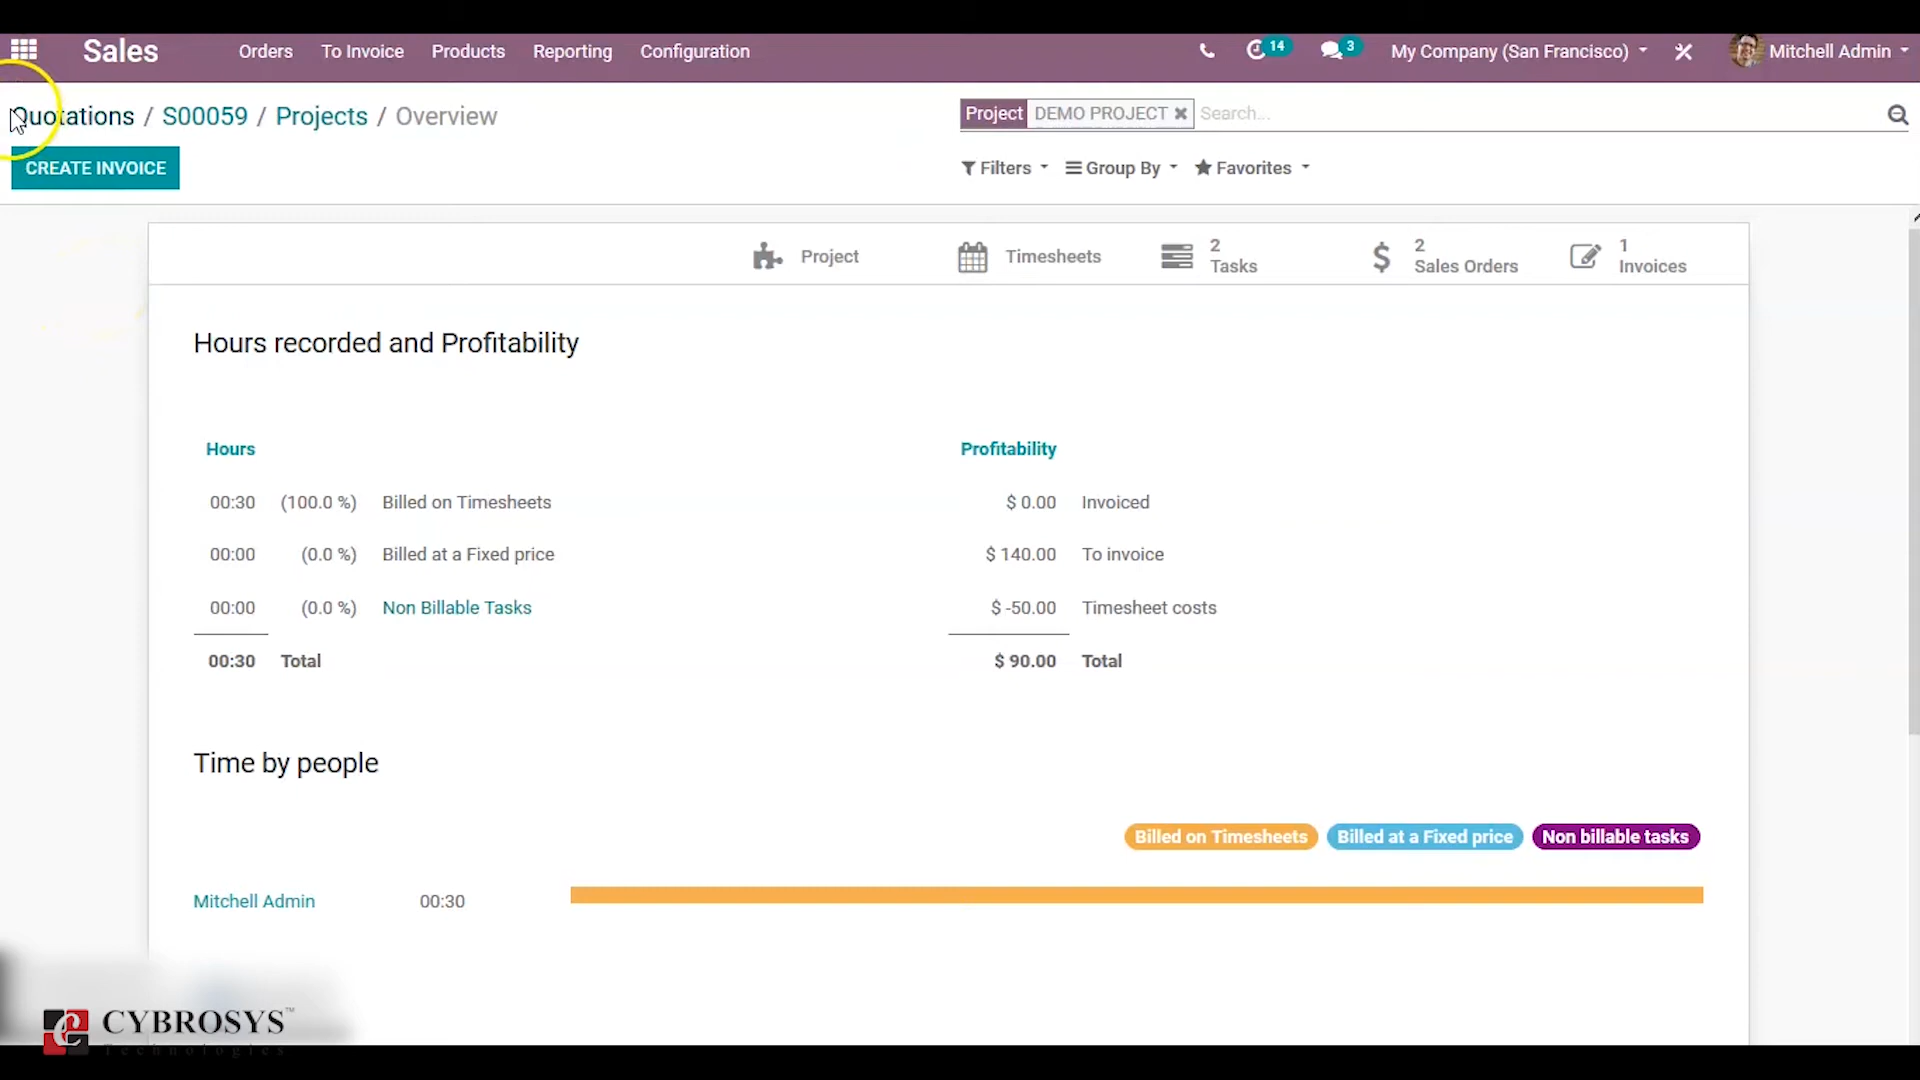 Sales Orders To Invoice Products Reporting Configuration 14 3 My Company (San Francisco) Mitchell Admin
Quotations / S00059 / Projects / Overview
Project DEMO PROJECT Search...
CREATE INVOICE
Filters Group By Favorites
Project Timesheets 2 Tasks 2 Sales Orders 1 Invoices
Hours recorded and Profitability
Hours Profitability
00:30 (100.0 %) Billed on Timesheets $ 0.00 Invoiced
00:00 (0.0 %) Billed at a Fixed price $ 140.00 To invoice
00:00 (0.0 %) Non Billable Tasks $ -50.00 Timesheet costs
00:30 Total $ 90.00 Total
Time by people
Billed on Timesheets Billed at a Fixed price Non billable tasks
Mitchell Admin 00:30
CYBROSYS™
Technologies